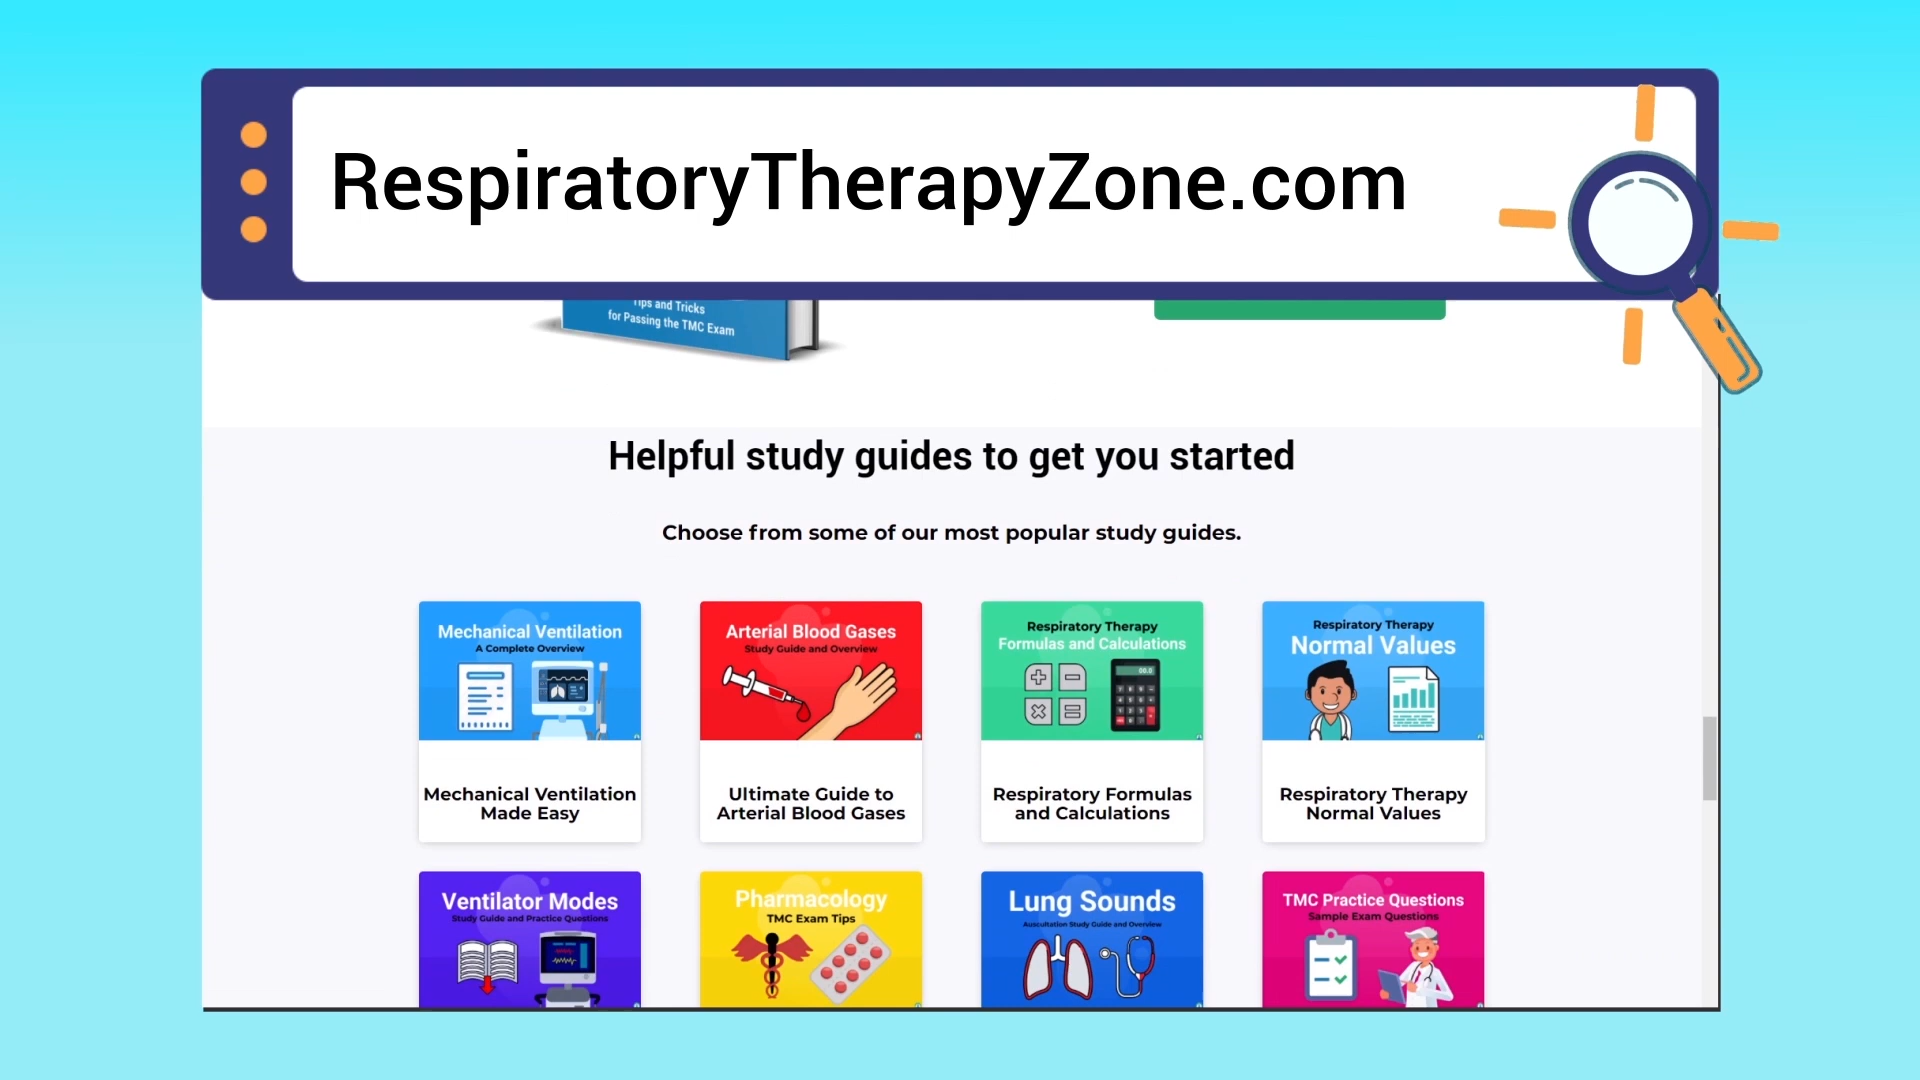 RespiratoryTherapyZone.com
Tips and Tricks
for Passing the TMC Exam
Helpful study guides to get you started
Choose from some of our most popular study guides.
Mechanical Ventilation
A Complete Overview
Mechanical Ventilation
Made Easy
Arterial Blood Gases
Study Guide and Overview
Ultimate Guide to
Arterial Blood Gases
Respiratory Therapy
Formulas and Calculations
00.0
Respiratory Formulas
and Calculations
Respiratory Therapy
Normal Values
Respiratory Therapy
Normal Values
Ventilator Modes
Study Guide and Practice Questions
Pharmacology
TMC Exam Tips
Lung Sounds
Auscultation Study Guide and Overview
TMC Practice Questions
Sample Exam Questions